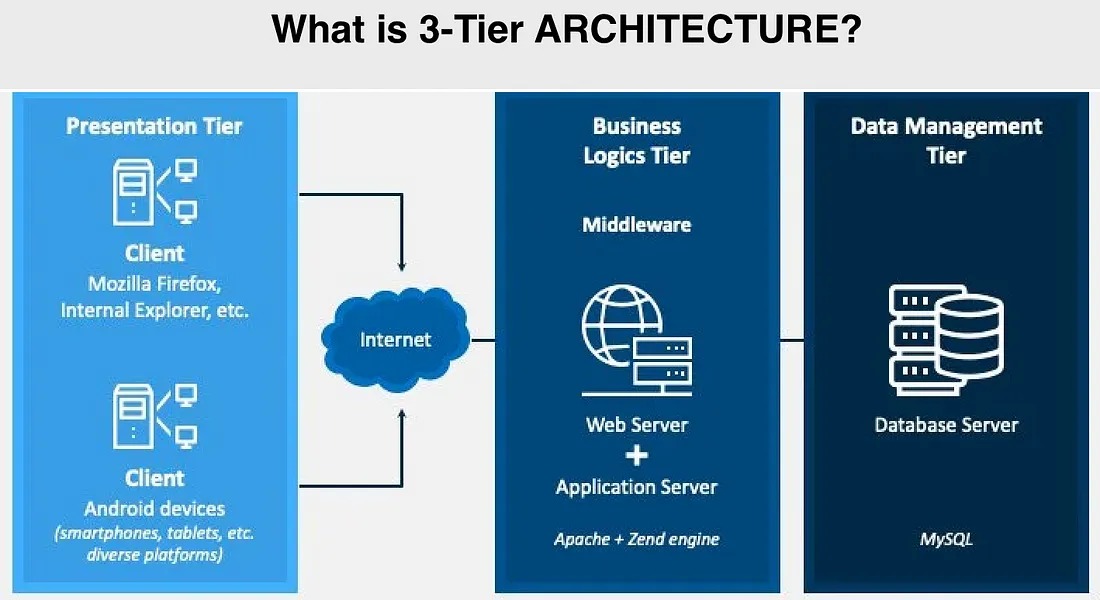 What is 3-Tier ARCHITECTURE?
Presentation Tier
Client
Mozilla Firefox,
Internal Explorer, etc.
Client
Android devices
(smartphones, tablets, etc.
diverse platforms)
Internet
Business
Logics Tier
Middleware
Web Server
+
Application Server
Apache + Zend engine
Data Management
Tier
Database Server
MySQL